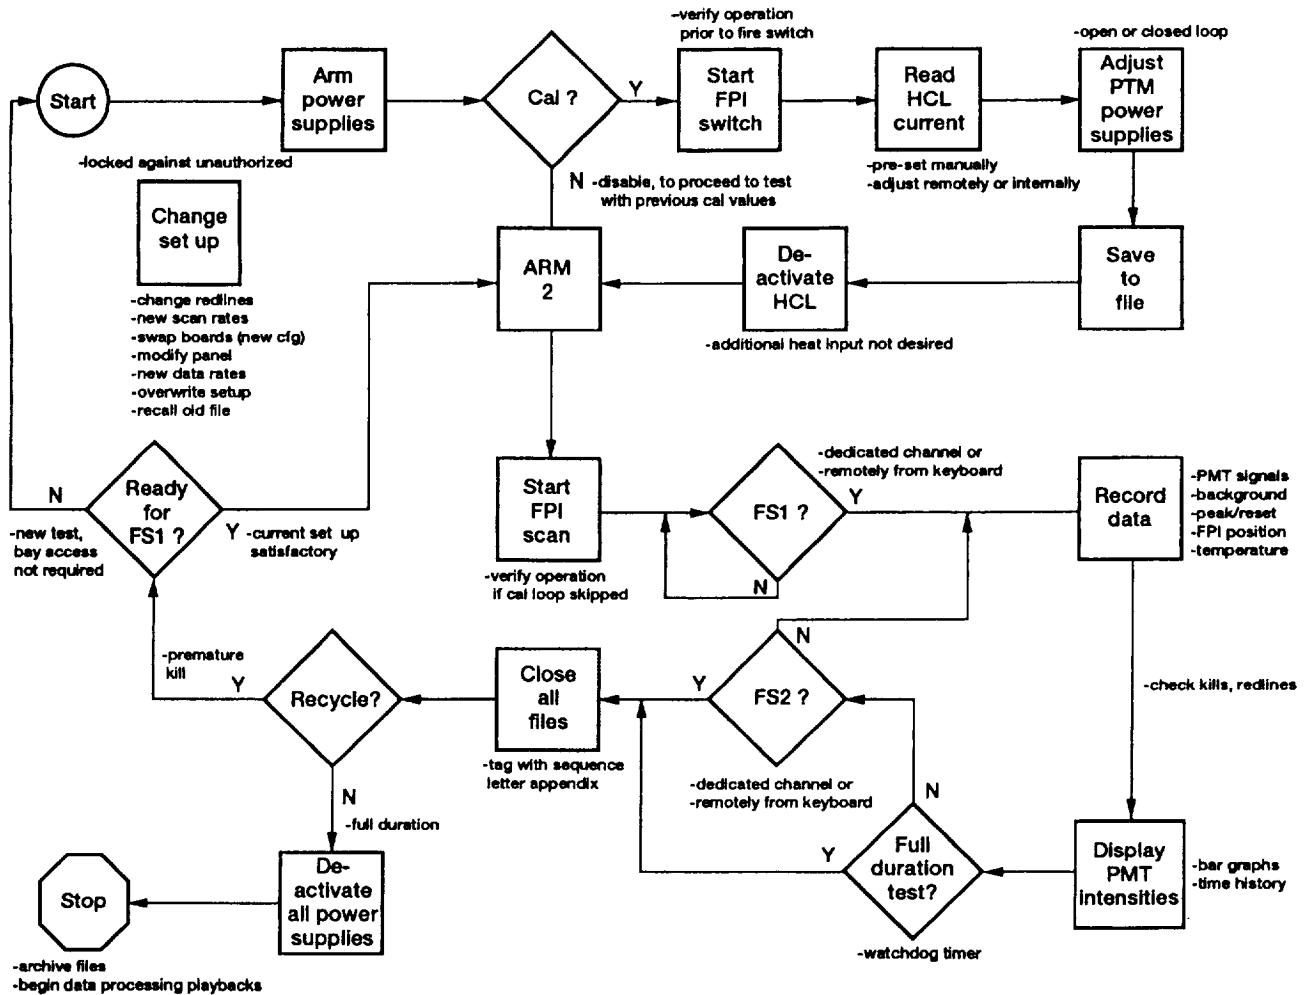 -verify operation
prior to fire switch
-open or closed loop
Start
Arm
power
supplies
Cal ?
Y
Start
FPI
switch
Read
HCL
current
Adjust
PTM
power
supplies
-locked against unauthorized
N
-disable, to proceed to test
with previous cal values
-pre-set manually
-adjust remotely or internally
Change
set up
ARM
2
De-
activate
HCL
Save
to
file
-change redlines
-new scan rates
-swap boards (new cfg)
-modify panel
-new data rates
-overwrite setup
-recall old file
-additional heat input not desired
N
Ready
for
FS1 ?
Y
-current set up
satisfactory
-new test,
bay access
not required
Start
FPI
scan
-verify operation
if cal loop skipped
FS1 ?
-dedicated channel or
-remotely from keyboard
Y
N
Record
data
-PMT signals
-background
-peak/reset
-FPI position
-temperature
-premature
kill
Y
Recycle?
Close
all
files
-tag with sequence
letter appendix
Y
FS2 ?
N
-dedicated channel or
-remotely from keyboard
-check kills, redlines
N
-full duration
N
Y
Full
duration
test?
-watchdog timer
Display
PMT
intensities
-bar graphs
-time history
Stop
De-
activate
all power
supplies
-archive files
-begin data processing playbacks